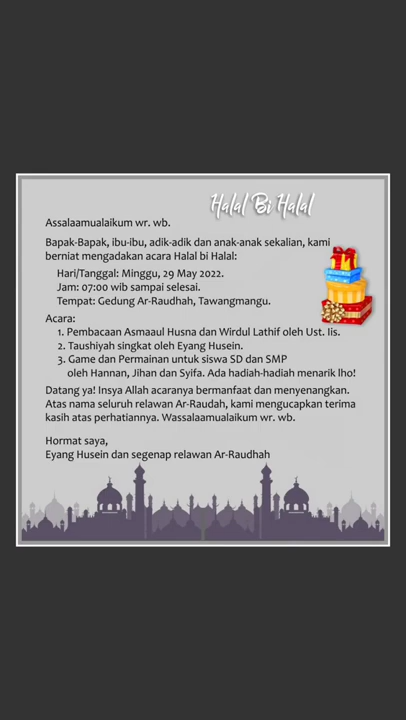 Halal Bi Halal
Assalaamualaikum wr. wb.
Bapak-Bapak, ibu-ibu, adik-adik dan anak-anak sekalian, kami
berniat mengadakan acara Halal bi Halal:
Hari/Tanggal: Minggu, 29 May 2022.
Jam: 07:00 wib sampai selesai.
Tempat: Gedung Ar-Raudhah, Tawangmangu.
Acara:
1. Pembacaan Asmaaul Husna dan Wirdul Lathif oleh Ust. Iis.
2. Taushiyah singkat oleh Eyang Husein.
3. Game dan Permainan untuk siswa SD dan SMP
oleh Hannan, Jihan dan Syifa. Ada hadiah-hadiah menarik lho!
Datang ya! Insya Allah acaranya bermanfaat dan menyenangkan.
Atas nama seluruh relawan Ar-Raudah, kami mengucapkan terima
kasih atas perhatiannya. Wassalaamualaikum wr. wb.
Hormat saya,
Eyang Husein dan segenap relawan Ar-Raudhah